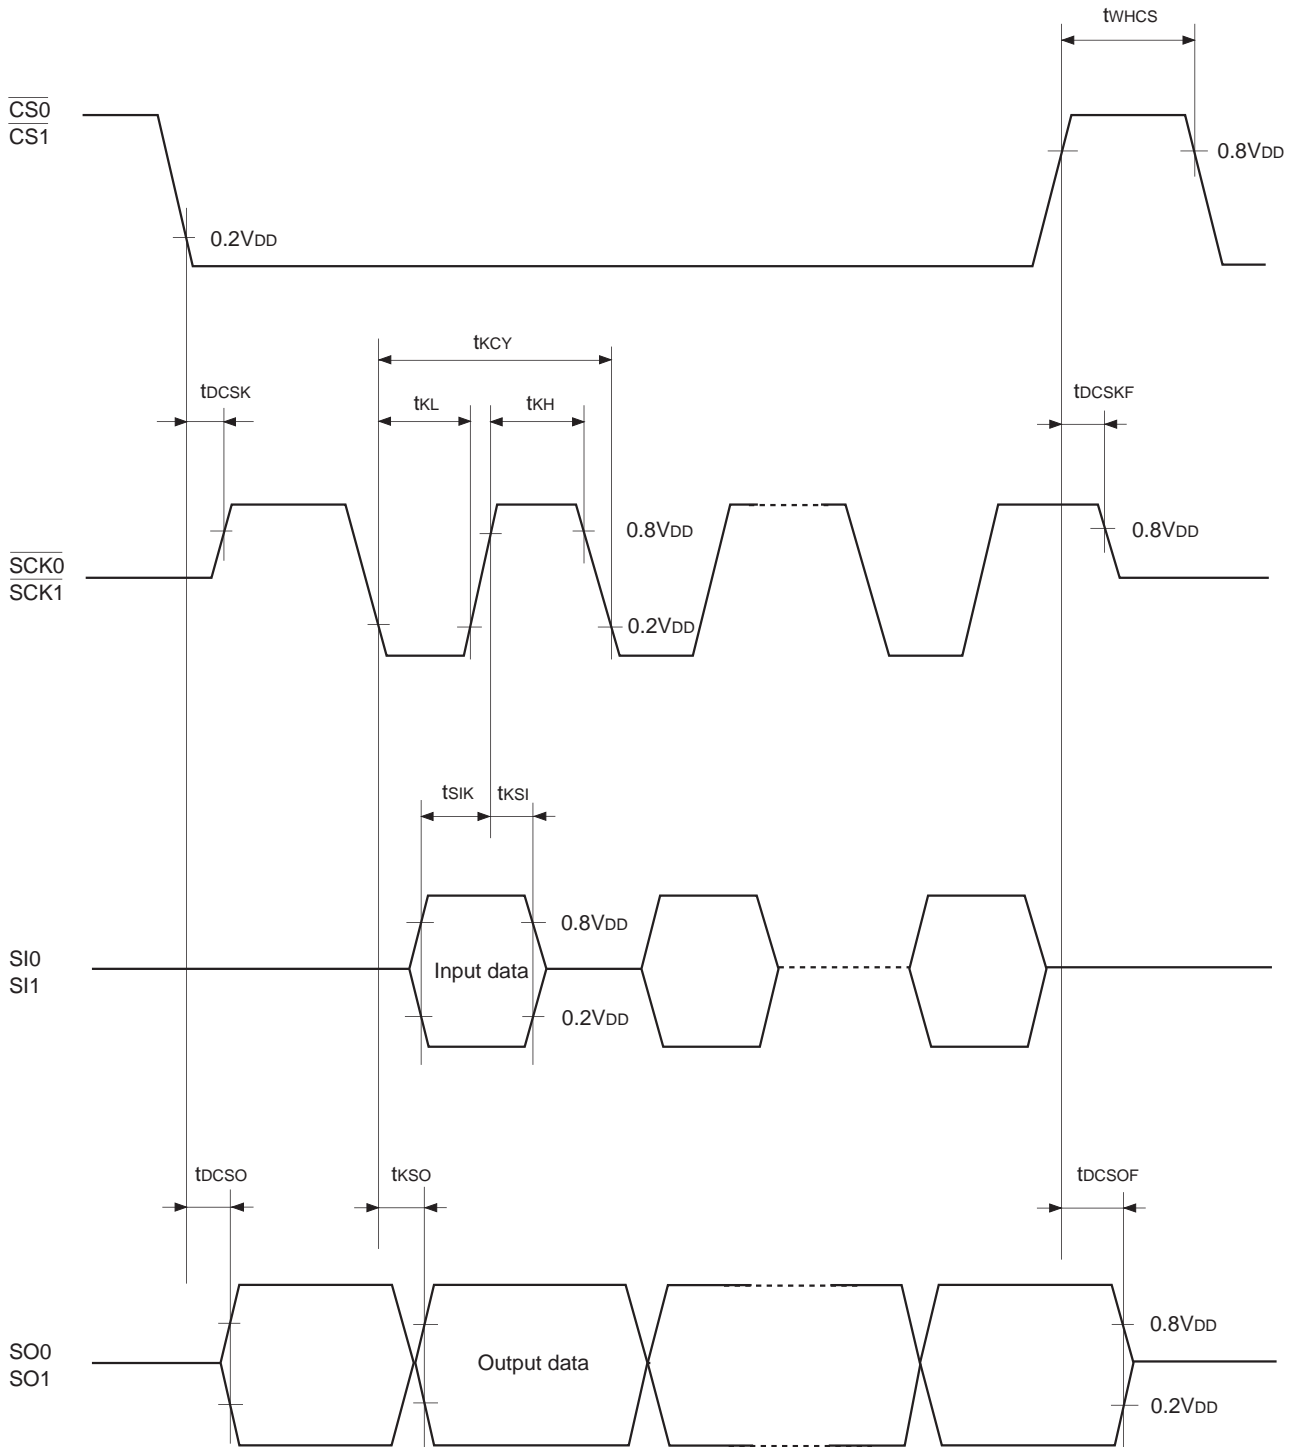 tWHCS
CS0
CS1
0.8VDD
0.2VDD
tKCY
tDCSK
tKL
tKH
tDCSKF
SCK0
SCK1
0.8VDD
0.8VDD
0.2VDD
tSIK
tKSI
SI0
SI1
0.8VDD
Input data
0.2VDD
tDCSO
tKSO
tDCSOF
SO0
SO1
Output data
0.8VDD
0.2VDD